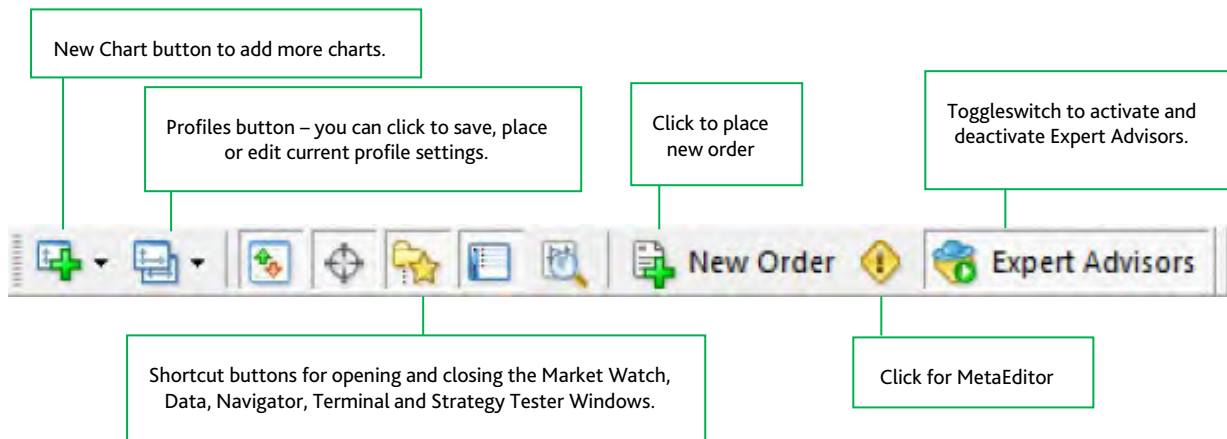 New Chart button to add more charts.
Profiles button – you can click to save, place
or edit current profile settings.
Click to place
new order
Toggleswitch to activate and
deactivate Expert Advisors.
New Order
Expert Advisors
Shortcut buttons for opening and closing the Market Watch,
Data, Navigator, Terminal and Strategy Tester Windows.
Click for MetaEditor